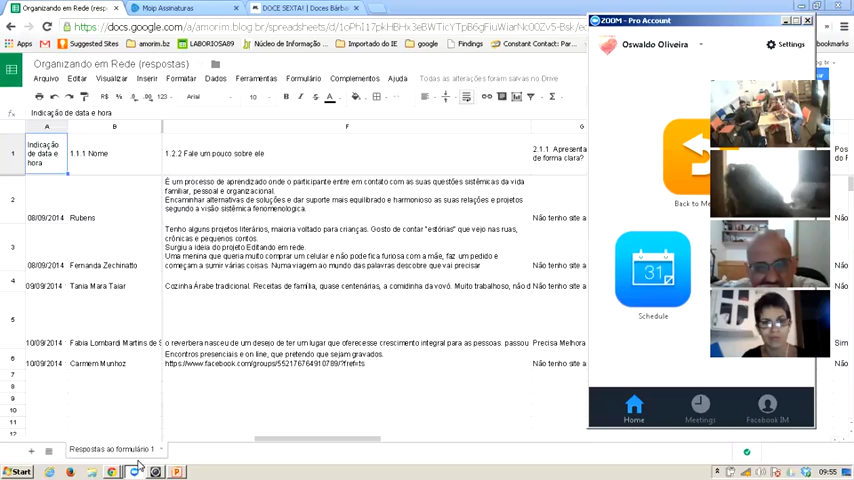 Organizando em Rede (respostas)
Moip Assinaturas
DOCE SEXTA! | Doces Bárba
Apps
Suggested Sites
amorim.bz
LABORIOSA89
Núcleo de Informação
Importado do IE
google
Findings
Constant Contact: Par
bookmarks
Organizando em Rede (respostas)
Arquivo Editar Visualizar Inserir Formatar Dados Ferramentas Formulário Complementos Ajuda Todas as alterações foram salvas no Drive
Arial 10
Indicação de data e hora
A B F G
1
Indicação
de data e
hora
1.1.1 Nome
1.2.2 Fale um pouco sobre ele
2.1.1 Apresenta
de forma clara?
2
08/09/2014
Rubens
É um processo de aprendizado onde o participante entre em contato com as suas questões sistêmicas da vida
familiar, pessoal e organizacional.
Encaminhar alternativas de soluções e dar suporte mais equilibrado e harmonioso as suas relações e projetos
segundo a visão sistêmica fenomenologica.
Não tenho site a
3
08/09/2014
Fernanda Zechinatto
Tenho alguns projetos literários, maioria voltado para crianças. Gosto de contar "estórias" que vejo nas ruas,
crônicas e pequenos contos.
Surgiu a ideia do projeto Editando em rede.
Uma menina que queria muito comprar um celular e não pode fica furiosa com a mãe, faz um pedido e
começam a sumir várias coisas. Numa viagem ao mundo das palavras descobre que vai precisar
Não tenho site a
4
09/09/2014
Tania Mara Taiar
Cozinha Árabe tradicional. Receitas de família, quase centenárias, a comidinha da vovó. Muito trabalhoso, não d
Não tenho site a
5
10/09/2014
Fabia Lombardi Martins de S
o reverbera nasceu de um desejo de ter um lugar que oferecesse crescimento integral para as pessoas. passou
Precisa Melhora
Sim
6
10/09/2014
Carmem Munhoz
Encontros presenciais e on line, que pretendo que sejam gravados.
https://www.facebook.com/groups/552176764910789/?fref=ts
Não tenho site a
7
8
9
10
11
12
Respostas ao formulário 1
ZOOM - Pro Account
Oswaldo Oliveira
Settings
Back to Me
31
Schedule
Home
Meetings
Facebook IM
Start
09:55